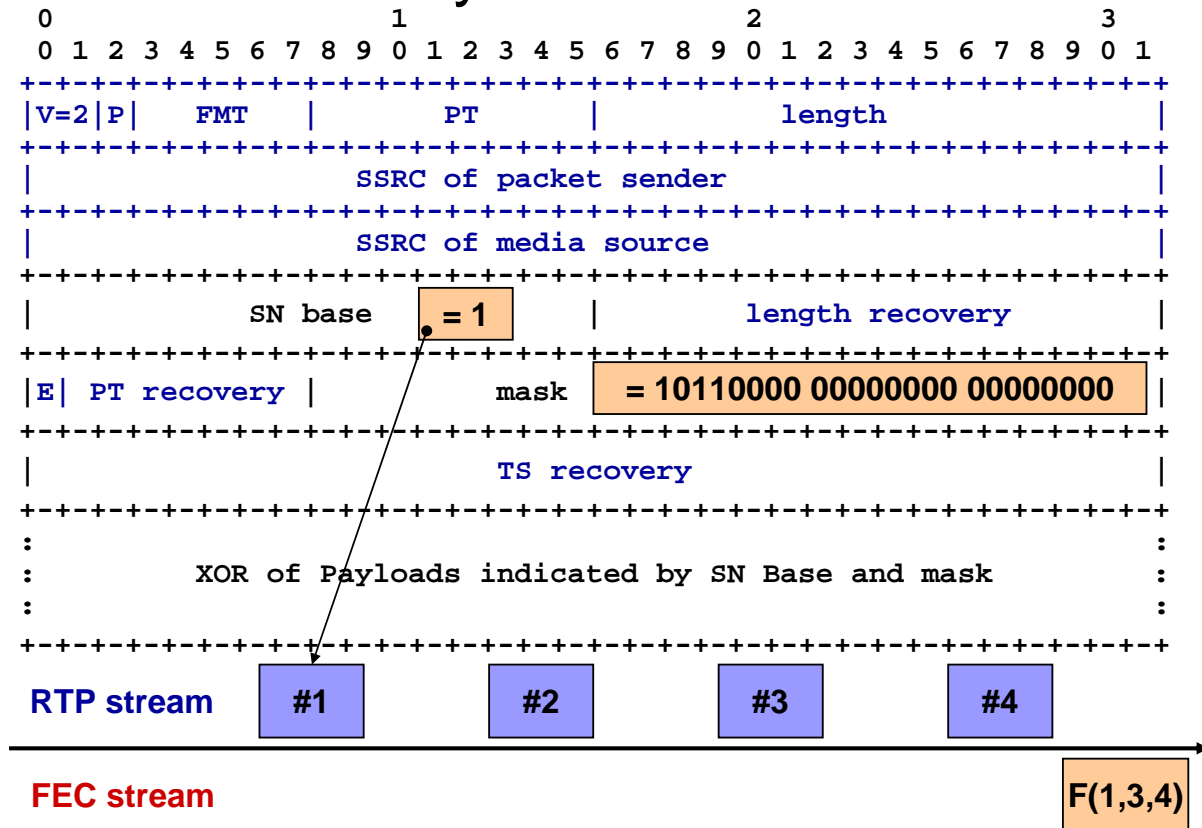 y
0 1 2 3
0 1 2 3 4 5 6 7 8 9 0 1 2 3 4 5 6 7 8 9 0 1 2 3 4 5 6 7 8 9 0 1
+-+-+-+-+-+-+-+-+-+-+-+-+-+-+-+-+-+-+-+-+-+-+-+-+-+-+-+-+-+-+-+-+
|V=2|P| FMT | PT | length |
+-+-+-+-+-+-+-+-+-+-+-+-+-+-+-+-+-+-+-+-+-+-+-+-+-+-+-+-+-+-+-+-+
| SSRC of packet sender |
+-+-+-+-+-+-+-+-+-+-+-+-+-+-+-+-+-+-+-+-+-+-+-+-+-+-+-+-+-+-+-+-+
| SSRC of media source |
+-+-+-+-+-+-+-+-+-+-+-+-+-+-+-+-+-+-+-+-+-+-+-+-+-+-+-+-+-+-+-+-+
| SN base = 1 | length recovery |
+-+-+-+-+-+-+-+-+-+-+-+-+-+-+-+-+-+-+-+-+-+-+-+-+-+-+-+-+-+-+-+-+
|E| PT recovery | mask = 10110000 00000000 00000000 |
+-+-+-+-+-+-+-+-+-+-+-+-+-+-+-+-+-+-+-+-+-+-+-+-+-+-+-+-+-+-+-+-+
| TS recovery |
+-+-+-+-+-+-+-+-+-+-+-+-+-+-+-+-+-+-+-+-+-+-+-+-+-+-+-+-+-+-+-+-+
: :
: XOR of Payloads indicated by SN Base and mask :
: :
+-+-+-+-+-+-+-+-+-+-+-+-+-+-+-+-+-+-+-+-+-+-+-+-+-+-+-+-+-+-+-+-+
RTP stream #1 #2 #3 #4
FEC stream F(1,3,4)